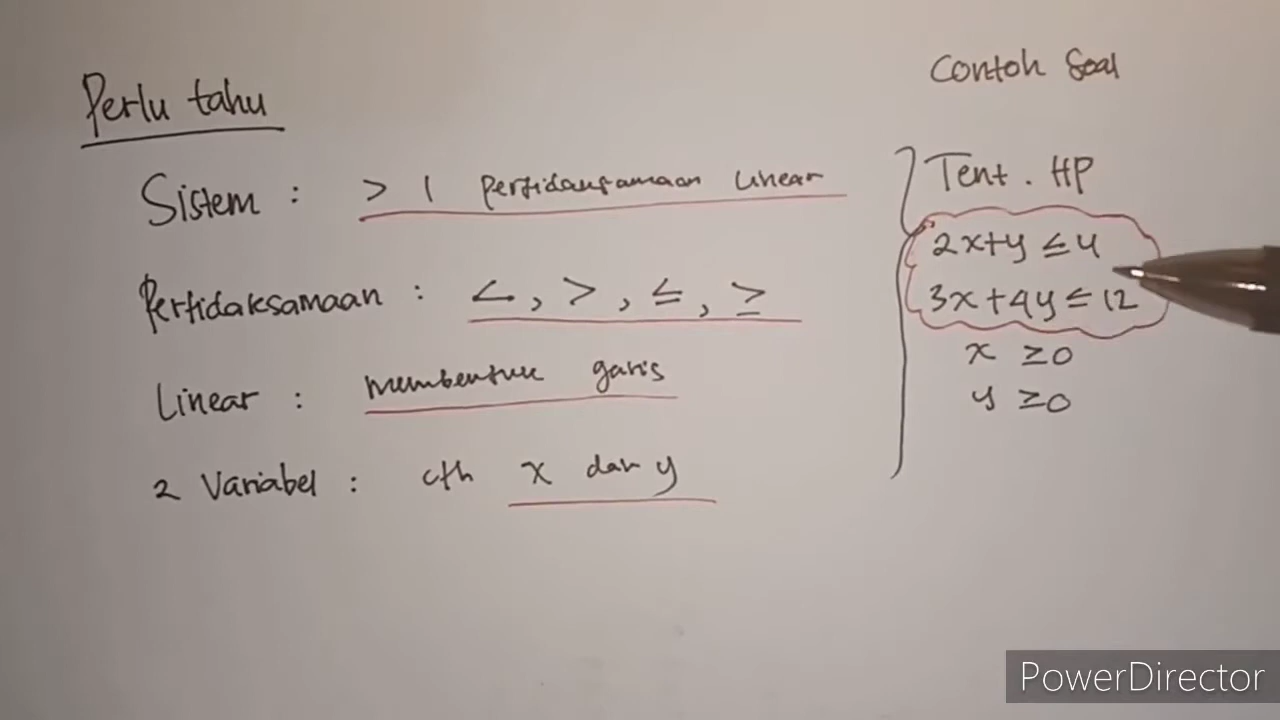 Perlu tahu
Sistem : > 1 pertidaksamaan linear
Pertidaksamaan : <, >, ≤, ≥
Linear : membentuk garis
2 Variabel : cth x dan y
Contoh Soal
Tent. HP
2x+y ≤ 4
3x+4y ≤ 12
x ≥0
y ≥0
PowerDirector